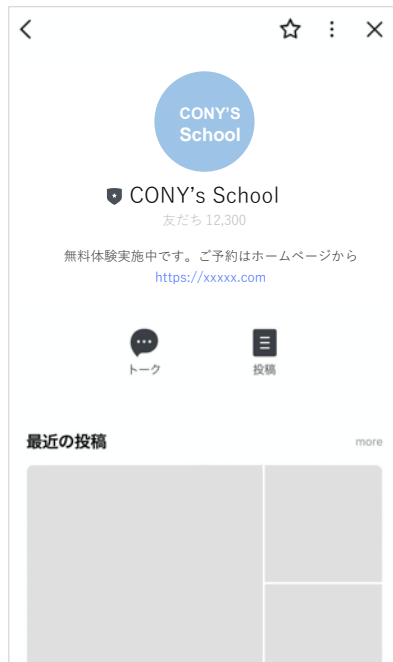 CONY'S
School
CONY’s School
友だち 12,300
無料体験実施中です。ご予約はホームページから
https://xxxxx.com
トーク
投稿
最近の投稿
more